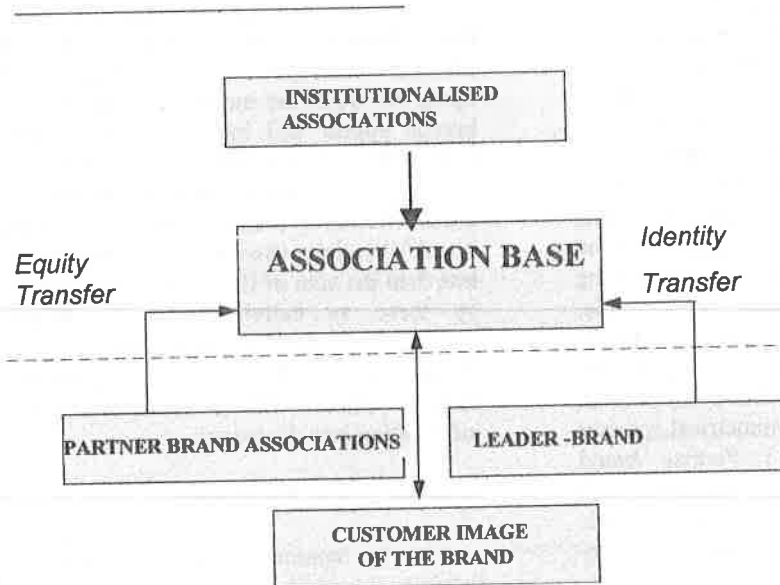 INSTITUTIONALISED
ASSOCIATIONS
ASSOCIATION BASE
Equity
Transfer
Identity
Transfer
PARTNER BRAND ASSOCIATIONS
LEADER -BRAND
CUSTOMER IMAGE
OF THE BRAND